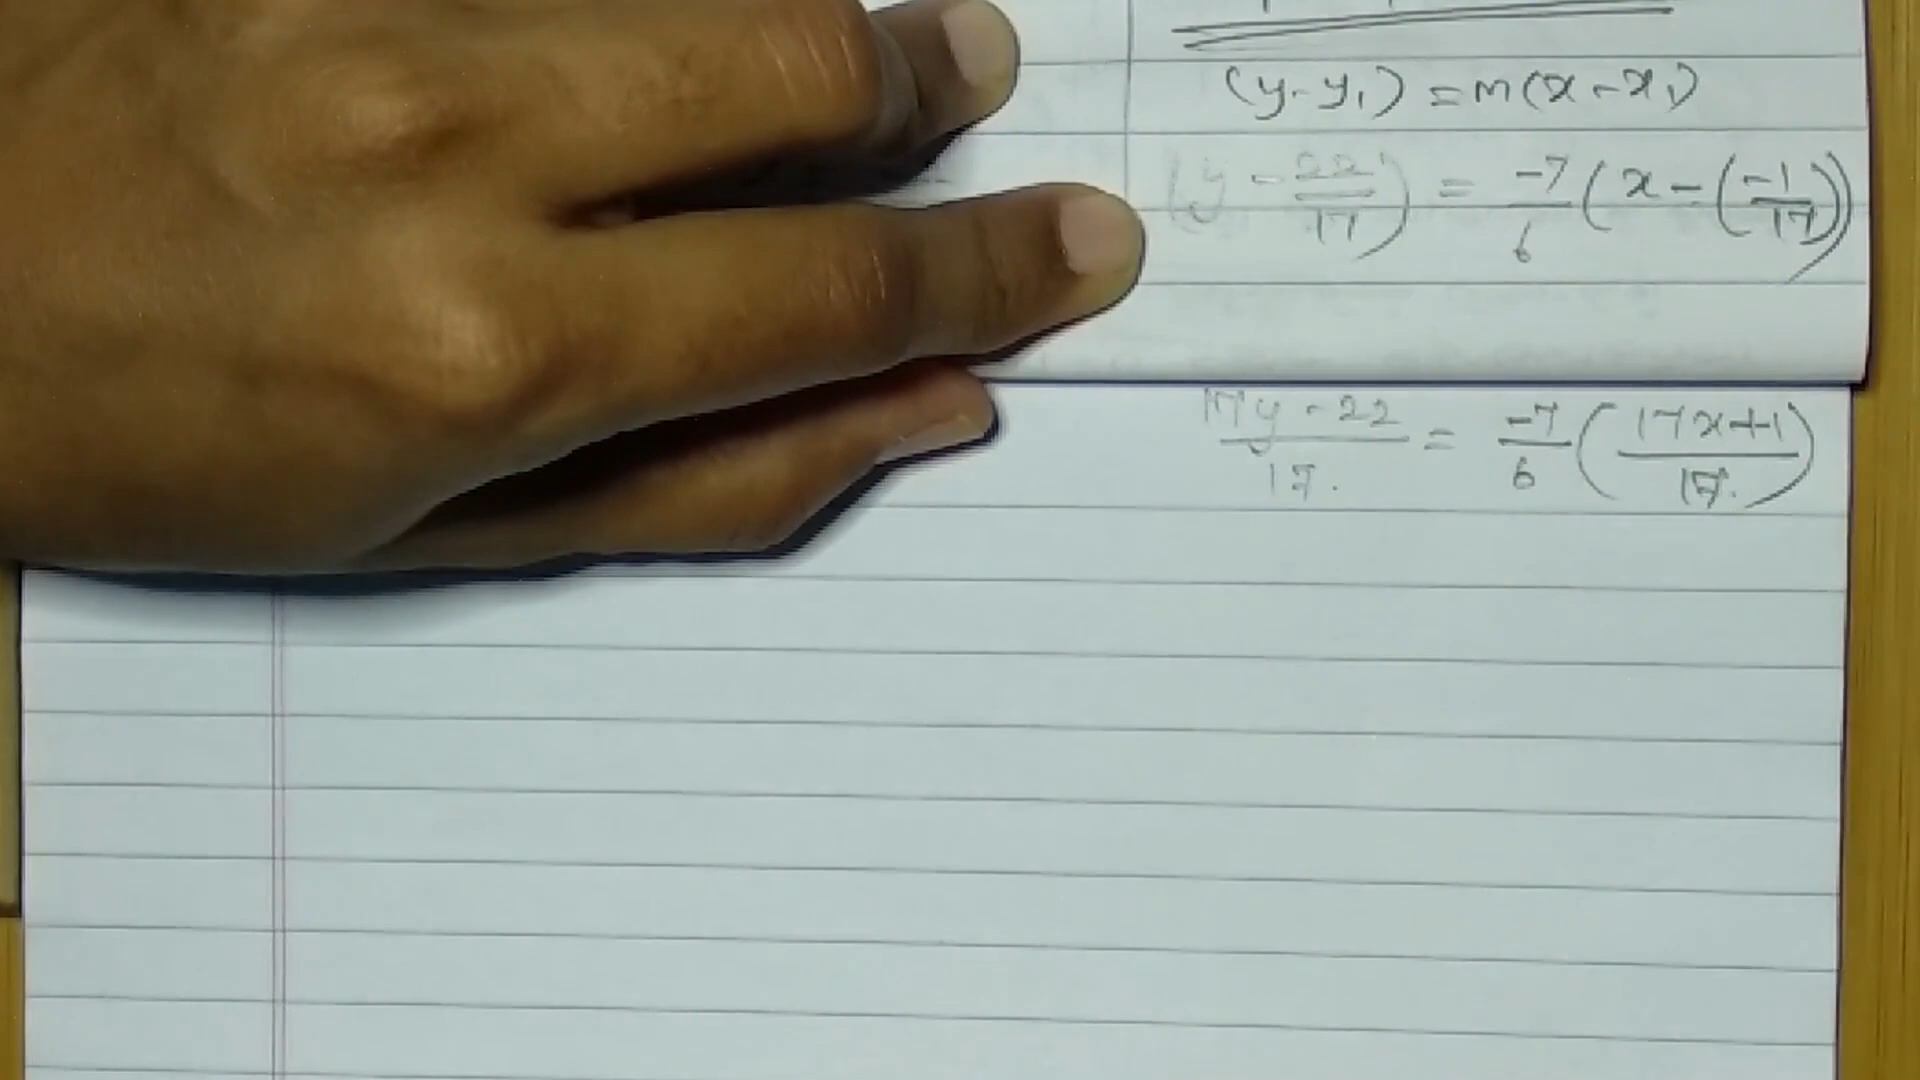 (y-y₁) = m(x-x₁)
(y - 22/17) = -7/6 (x-(-1/17))
17y-22/17. = -7/6 (17x+1/17.)